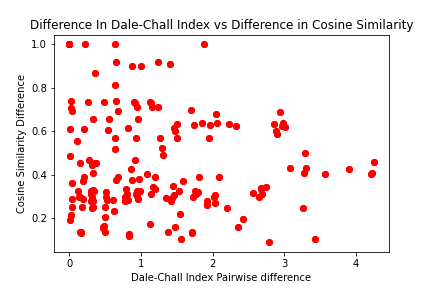 Difference In Dale-Chall Index vs Difference in Cosine Similarity
1.0
0.8
0.6
0.4
0.2
Cosine Similarity Difference
0 1 2 3 4
Dale-Chall Index Pairwise difference